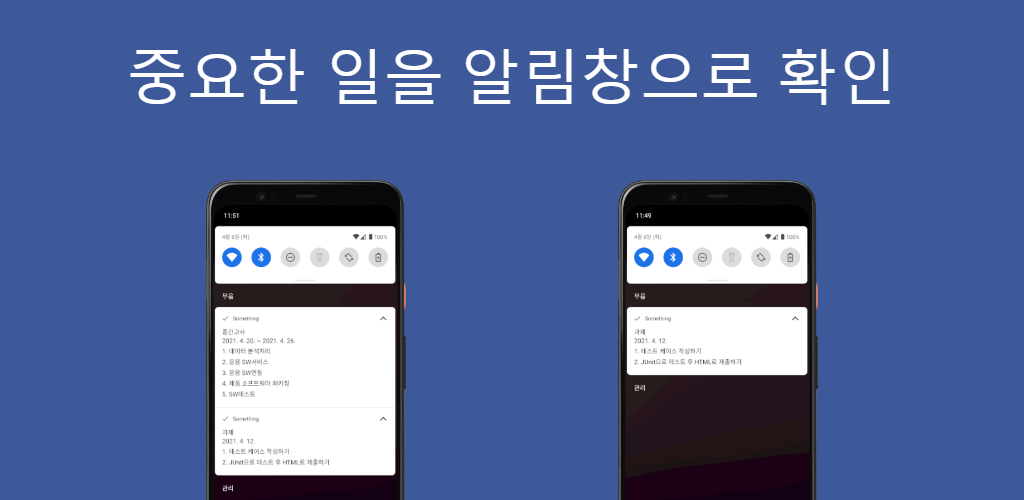 중요한 일을 알림창으로 확인
11:51
4월 6일 (화)
100%
무음
Something
중간고사
2021. 4. 20. ~ 2021. 4. 26.
1. 데이터 분석처리
2. 응용 SW서비스
3. 응용 SW연동
4. 제품 소프트웨어 패키징
5. SW테스트
Something
과제
2021. 4. 12.
1. 테스트 케이스 작성하기
2. JUnit으로 테스트 후 HTML로 제출하기
관리
11:49
4월 6일 (화)
100%
무음
Something
과제
2021. 4. 12.
1. 테스트 케이스 작성하기
2. JUnit으로 테스트 후 HTML로 제출하기
관리